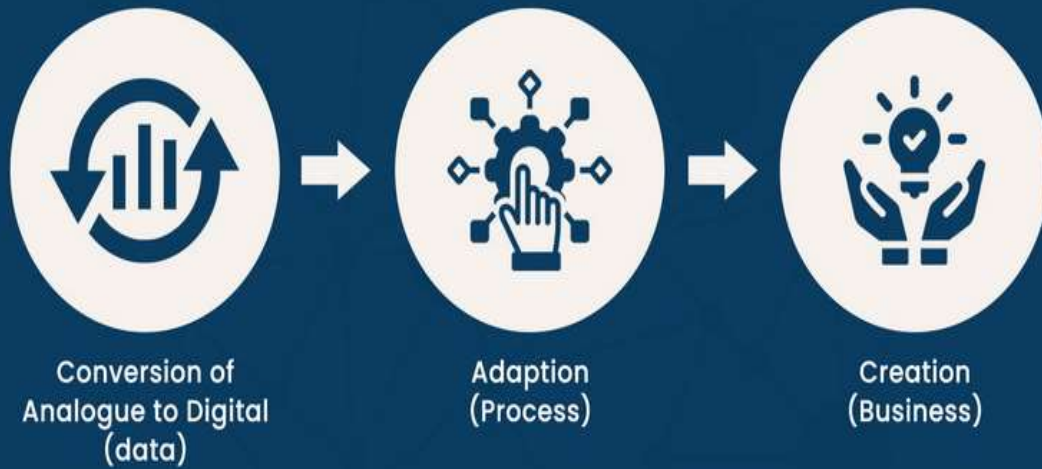 Conversion of
Analogue to Digital
(data)
Adaption
(Process)
Creation
(Business)